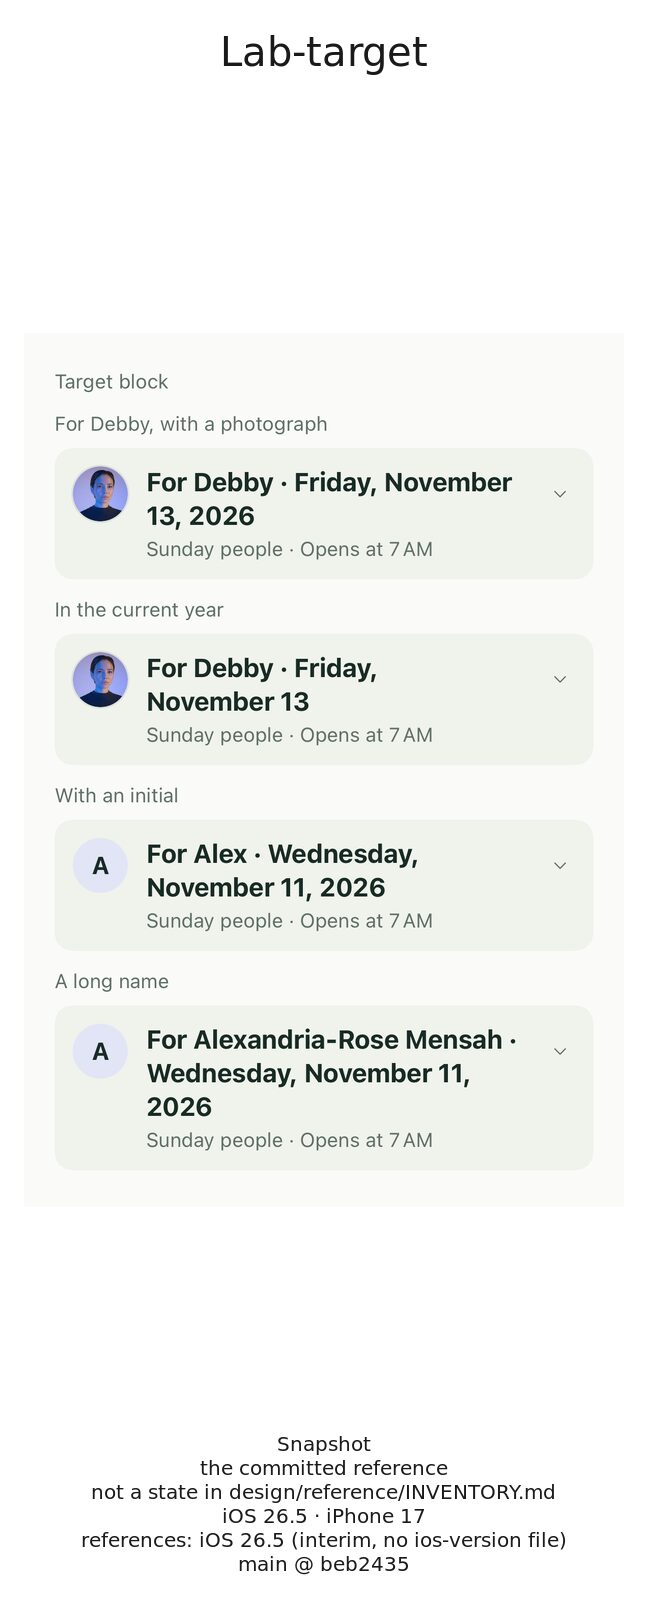 Lab-target
Target block
For Debby, with a photograph
For Debby · Friday, November
13, 2026
Sunday people · Opens at 7 AM
In the current year
For Debby · Friday,
November 13
Sunday people · Opens at 7 AM
With an initial
A
For Alex · Wednesday,
November 11, 2026
Sunday people · Opens at 7 AM
A long name
A
For Alexandria-Rose Mensah ·
Wednesday, November 11,
2026
Sunday people · Opens at 7 AM
Snapshot
the committed reference
not a state in design/reference/INVENTORY.md
iOS 26.5 · iPhone 17
references: iOS 26.5 (interim, no ios-version file)
main @ beb2435